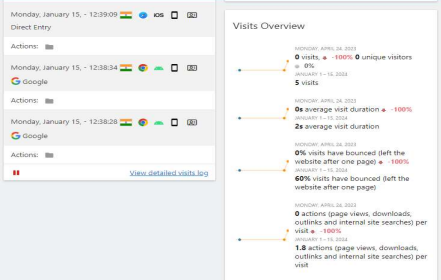 Monday, January 15, - 12:39:09 iOS
Direct Entry
Actions:
Monday, January 15, - 12:38:34
Google
Actions:
Monday, January 15, - 12:38:28
Google
Actions:
View detailed visits log
Visits Overview
MONDAY, APRIL 24, 2023
0 visits, -100% 0 unique visitors
0%
JANUARY 1 – 15, 2024
5 visits
MONDAY, APRIL 24, 2023
0s average visit duration -100%
JANUARY 1 – 15, 2024
2s average visit duration
MONDAY, APRIL 24, 2023
0% visits have bounced (left the
website after one page) -100%
JANUARY 1 – 15, 2024
60% visits have bounced (left the
website after one page)
MONDAY, APRIL 24, 2023
0 actions (page views, downloads,
outlinks and internal site searches) per
visit -100%
JANUARY 1 – 15, 2024
1.8 actions (page views, downloads,
outlinks and internal site searches) per
visit